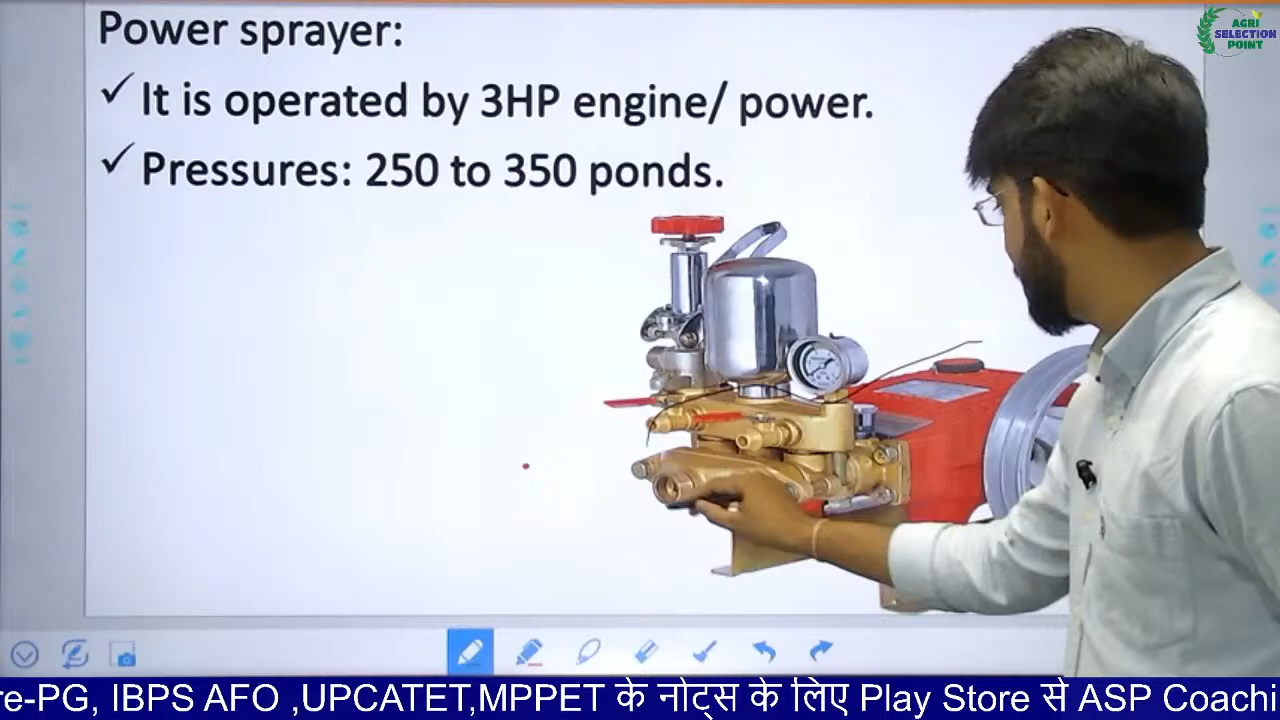 Power sprayer:
✓ It is operated by 3HP engine/ power.
✓ Pressures: 250 to 350 ponds.
AGRI
SELECTION
POINT
re-PG, IBPS AFO ,UPCATET,MPPET के नोट्स के लिए Play Store से ASP Coachi